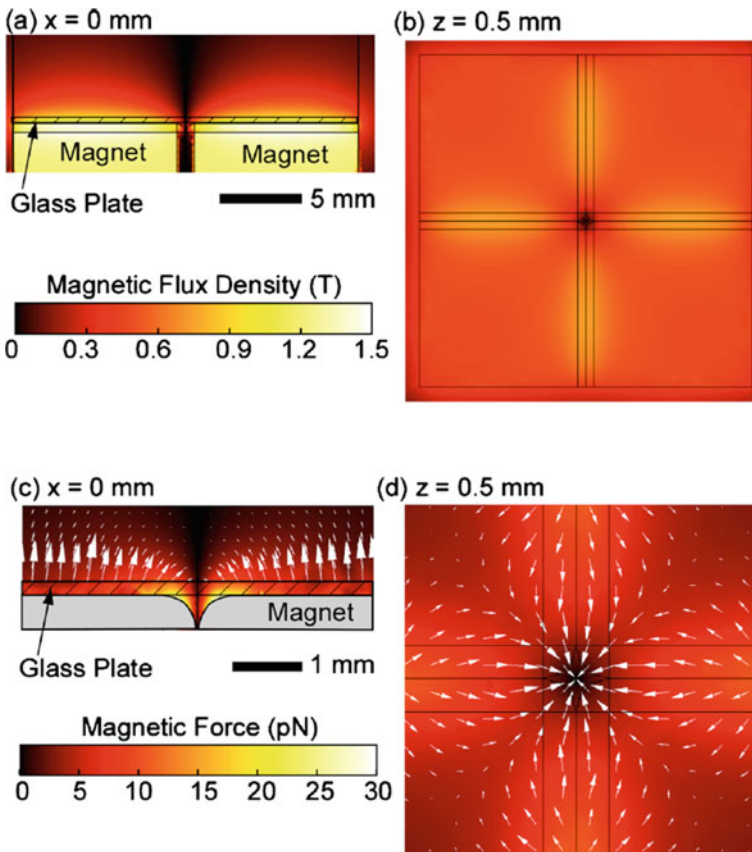 (a) x = 0 mm
Magnet Magnet
Glass Plate
5 mm
Magnetic Flux Density (T)
0 0.3 0.6 0.9 1.2 1.5
(b) z = 0.5 mm
(c) x = 0 mm
Magnet
Glass Plate
1 mm
Magnetic Force (pN)
0 5 10 15 20 25 30
(d) z = 0.5 mm